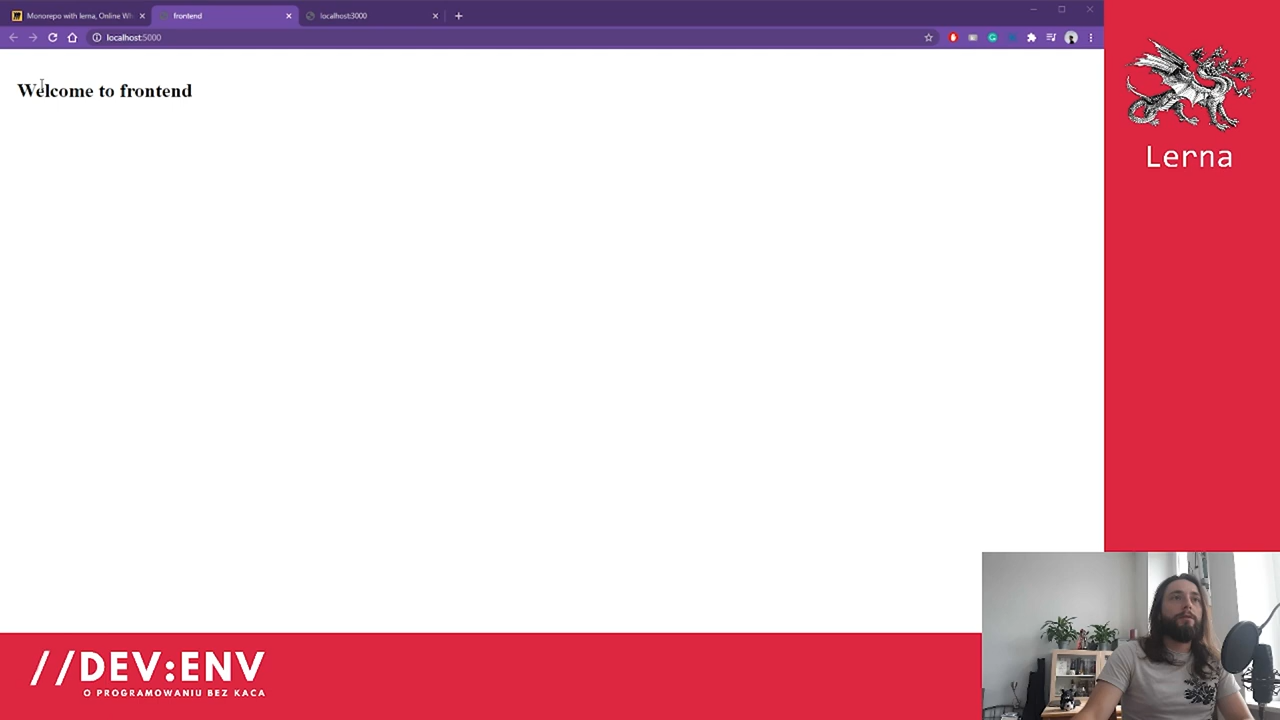 Monorepo with lerna, Online Wh
frontend
localhost:3000
localhost:5000
Welcome to frontend
Lerna
//DEV:ENV
O PROGRAMOWANIU BEZ KACA